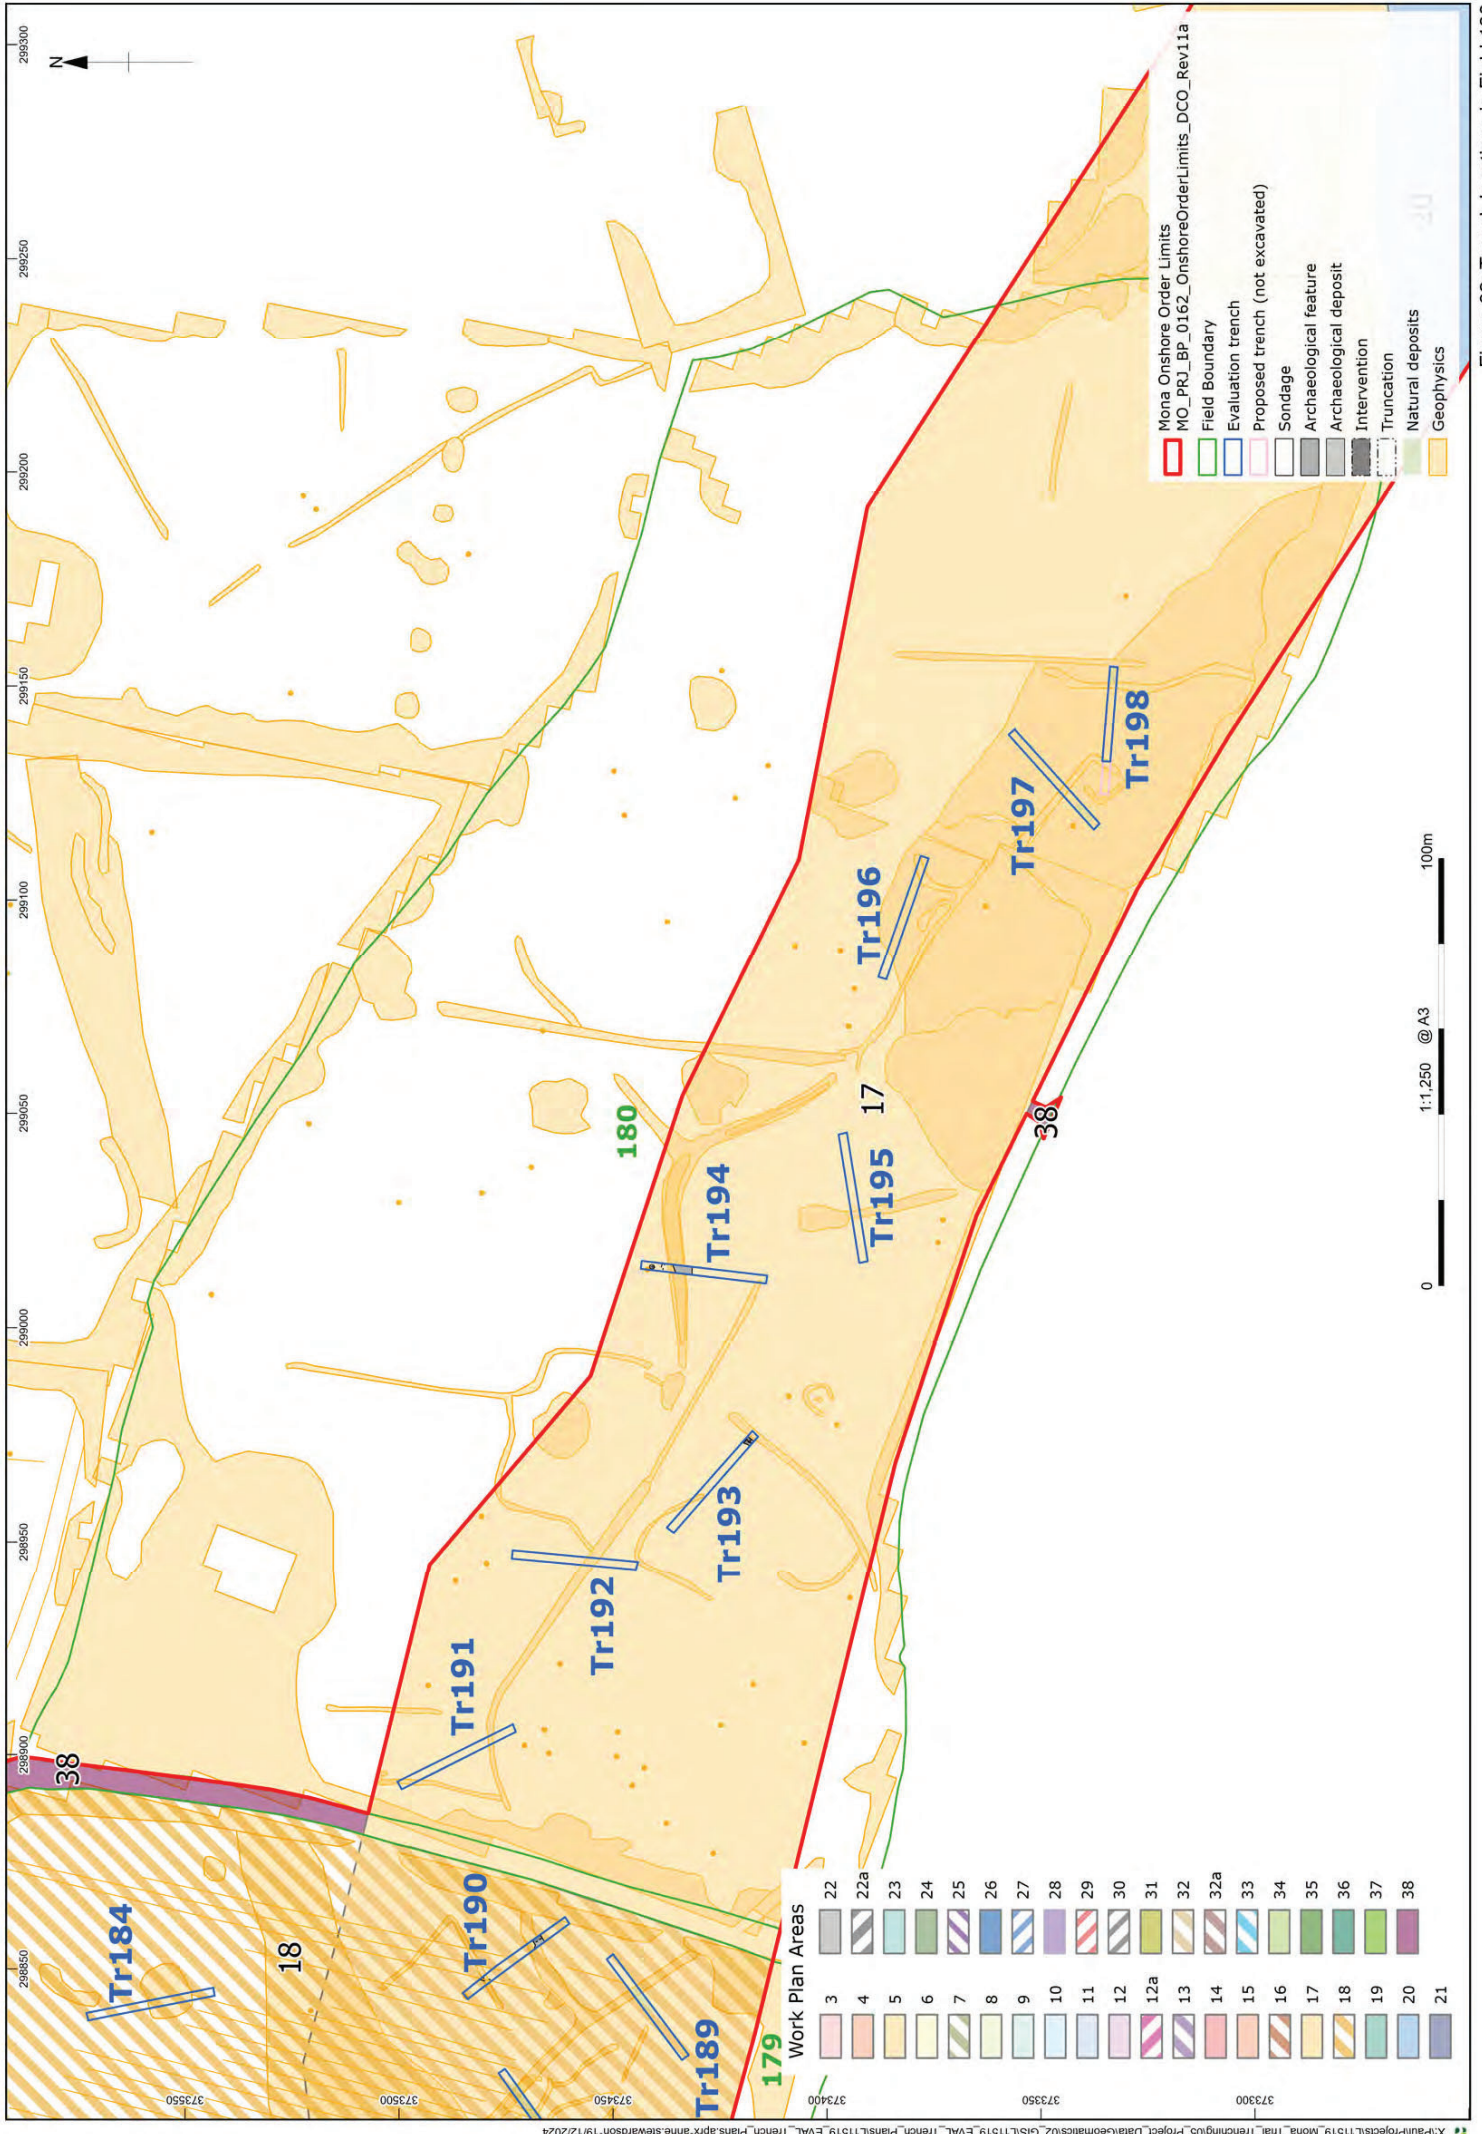 298850
298900
298950
299000
299050
299100
299150
299200
299250
299300
N
373550
373500
373450
373400
373350
373300
38
18
Tr184
Tr190
Tr189
179
Tr191
Tr192
Tr193
Tr194
180
Tr195
17
38
Tr196
Tr197
Tr198
Work Plan Areas
3
4
5
6
7
8
9
10
11
12
12a
13
14
15
16
17
18
19
20
21
22
22a
23
24
25
26
27
28
29
30
31
32
32a
33
34
35
36
37
38
0
1:1,250 @ A3
100m
Mona Onshore Order Limits
MO_PRJ_BP_0162_OnshoreOrderLimits_DCO_Rev11a
Field Boundary
Evaluation trench
Proposed trench (not excavated)
Sondage
Archaeological feature
Archaeological deposit
Intervention
Truncation
Natural deposits
Geophysics